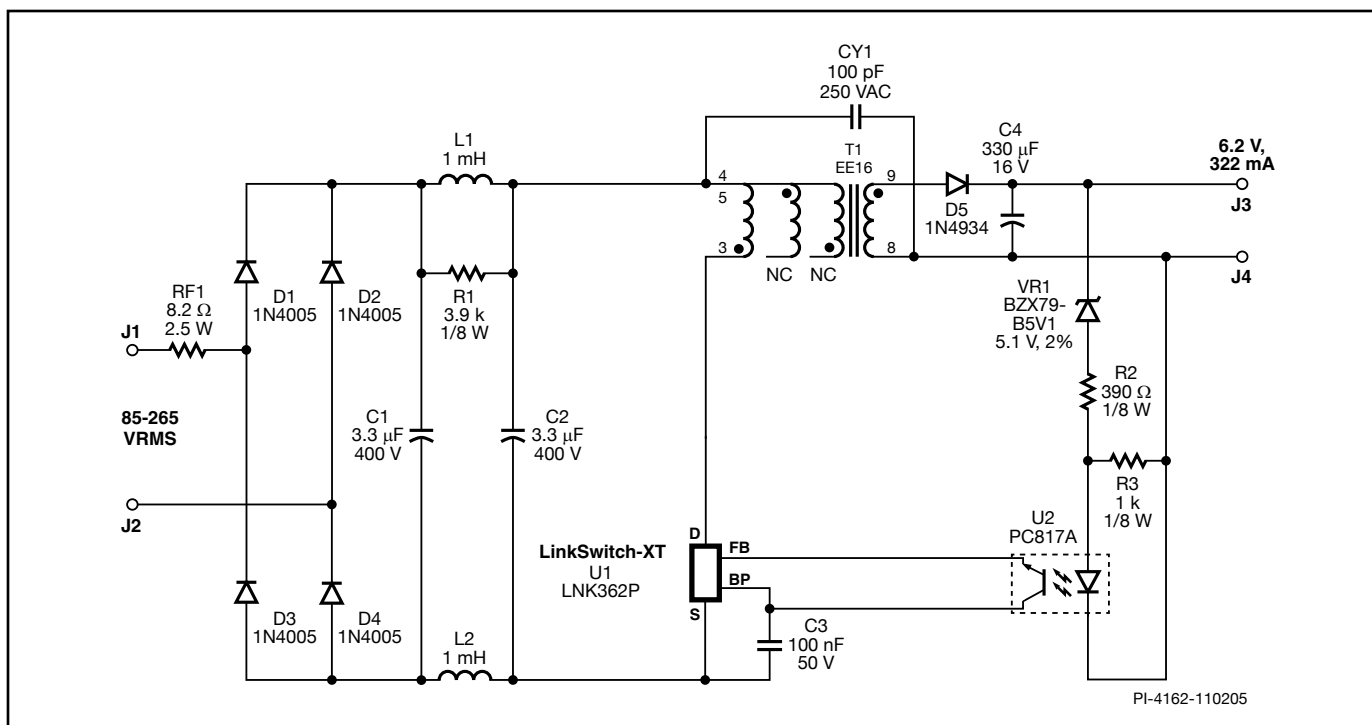 CY1
100 pF
250 VAC
L1
1 mH
T1
EE16
C4
330 μF
16 V
6.2 V,
322 mA
J3
4
5
3
9
8
D5
1N4934
NC
NC
J4
RF1
8.2 Ω
2.5 W
D1
1N4005
D2
1N4005
R1
3.9 k
1/8 W
VR1
BZX79-
B5V1
5.1 V, 2%
J1
R2
390 Ω
1/8 W
85-265
VRMS
C1
3.3 μF
400 V
C2
3.3 μF
400 V
R3
1 k
1/8 W
J2
U2
PC817A
D
FB
BP
S
LinkSwitch-XT
U1
LNK362P
D3
1N4005
D4
1N4005
L2
1 mH
C3
100 nF
50 V
PI-4162-110205